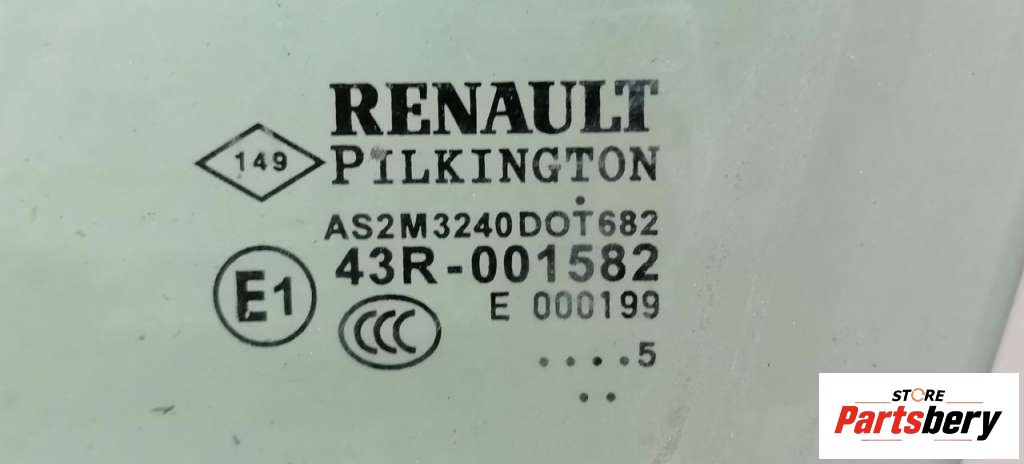 RENAULT
149
PILKINGTON
AS2M3240DOT682
43R-001582
E1
E 000199
CCC
....5
..
STORE
Partsbery